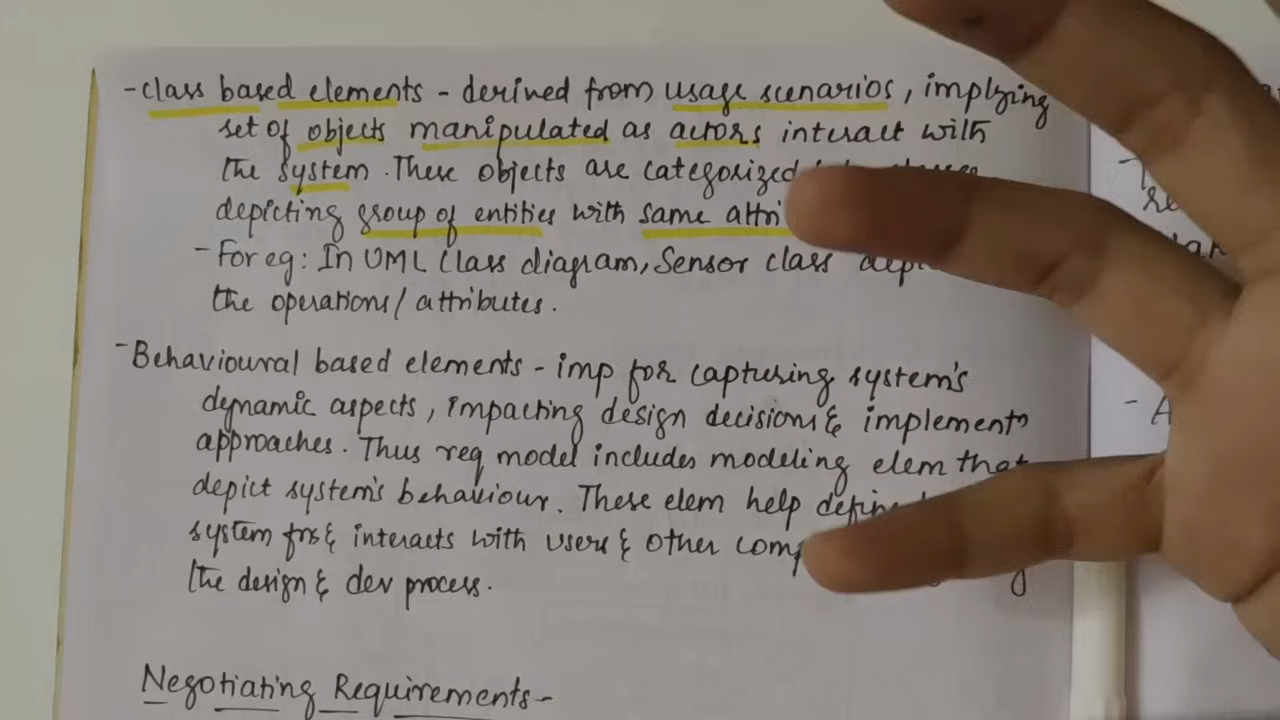 - class based elements - derived from usage scenarios, implying
set of objects manipulated as actors interact with
the system. These objects are categorized
depicting group of entities with same attri
- For eg: In UML class diagram, Sensor class
the operations/ attributes.
- Behavioural based elements - imp for capturing system's
dynamic aspects, impacting design decisions & implementn
approaches. Thus req model includes modeling elem that
depict system's behaviour. These elem help define
system fns & interacts with users & other comp
the design & dev process.
Negotiating Requirements -